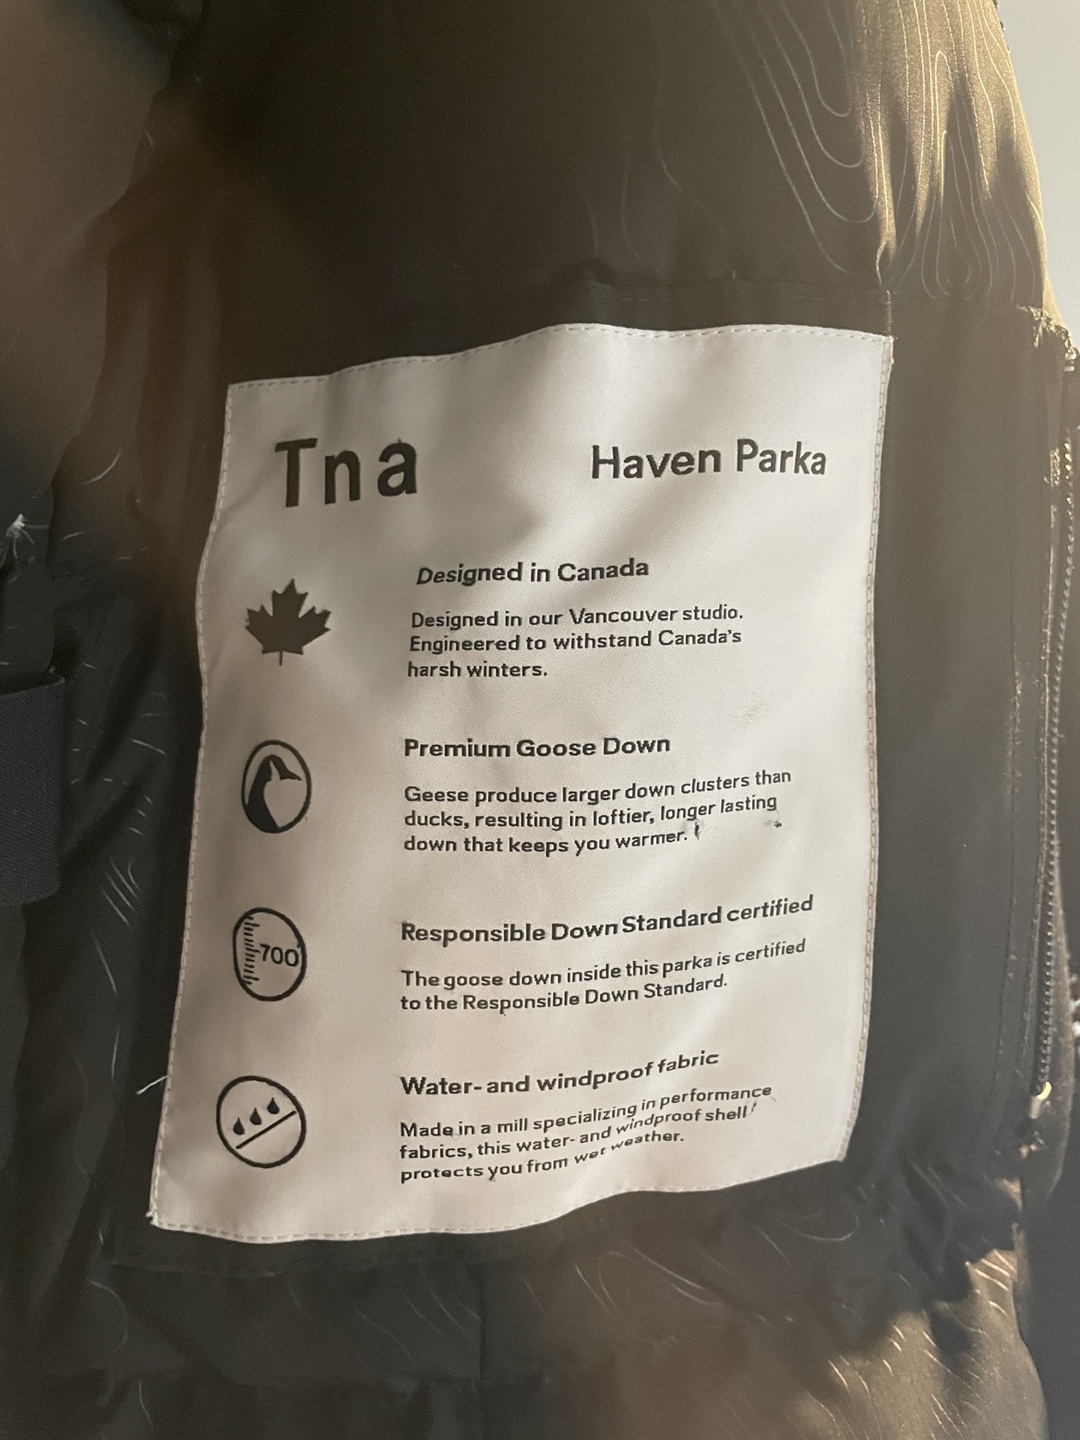 Tna
Haven Parka
Designed in Canada
Designed in our Vancouver studio.
Engineered to withstand Canada's
harsh winters.
Premium Goose Down
Geese produce larger down clusters than
ducks, resulting in loftier, longer lasting
down that keeps you warmer.
700
Responsible Down Standard certified
The goose down inside this parka is certified
to the Responsible Down Standard.
Water- and windproof fabric
Made in a mill specializing in performance
fabrics, this water- and windproof shell
protects you from wet weather.